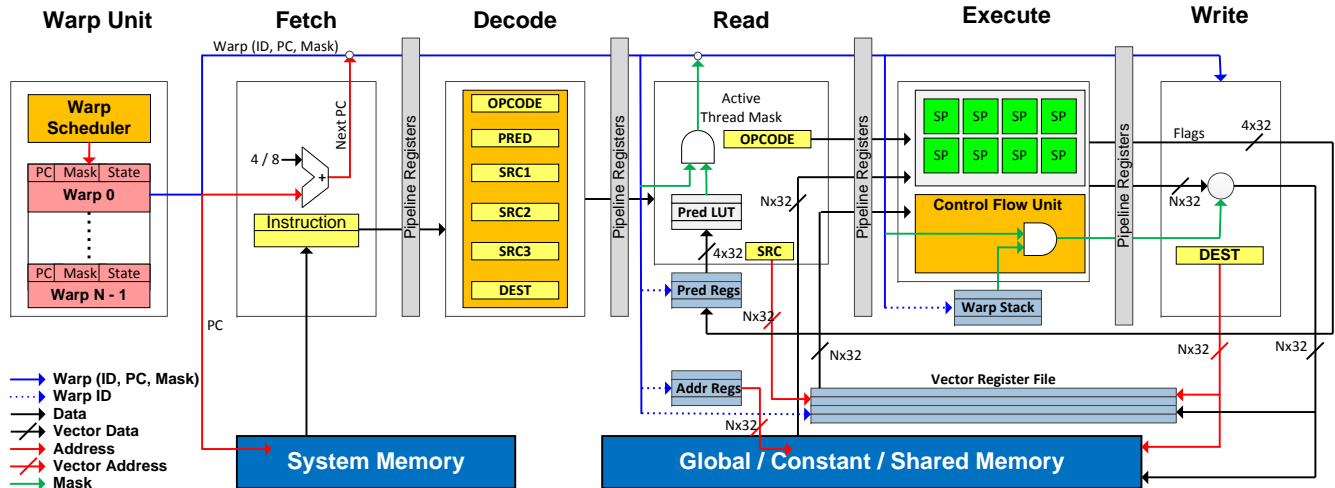 Warp Unit
Fetch
Decode
Read
Execute
Write
Warp (ID, PC, Mask)
Warp Scheduler
PC Mask State
Warp 0
PC Mask State
Warp N - 1
PC
4 / 8
+
Next PC
Instruction
Pipeline Registers
OPCODE
PRED
SRC1
SRC2
SRC3
DEST
Pipeline Registers
Active
Thread Mask
OPCODE
Pred LUT
4x32
SRC
Pred Regs
Nx32
Addr Regs
Nx32
Nx32
Nx32
Pipeline Registers
SP SP SP SP
SP SP SP SP
Control Flow Unit
Warp Stack
Pipeline Registers
Flags
4x32
Nx32
DEST
Nx32
Nx32
Vector Register File
System Memory
Global / Constant / Shared Memory
Warp (ID, PC, Mask)
Warp ID
Data
Vector Data
Address
Vector Address
Mask